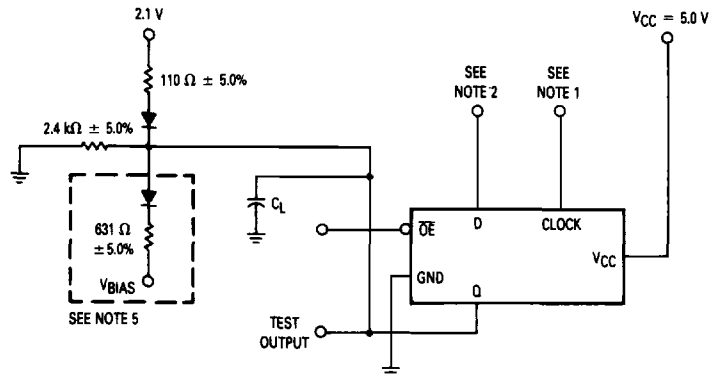 2.1 V
V_CC = 5.0 V
110 Ω ± 5.0%
SEE
NOTE 2
SEE
NOTE 1
2.4 kΩ ± 5.0%
C_L
631 Ω
± 5.0%
V_BIAS
SEE NOTE 5
OE
D
CLOCK
V_CC
GND
Q
TEST
OUTPUT